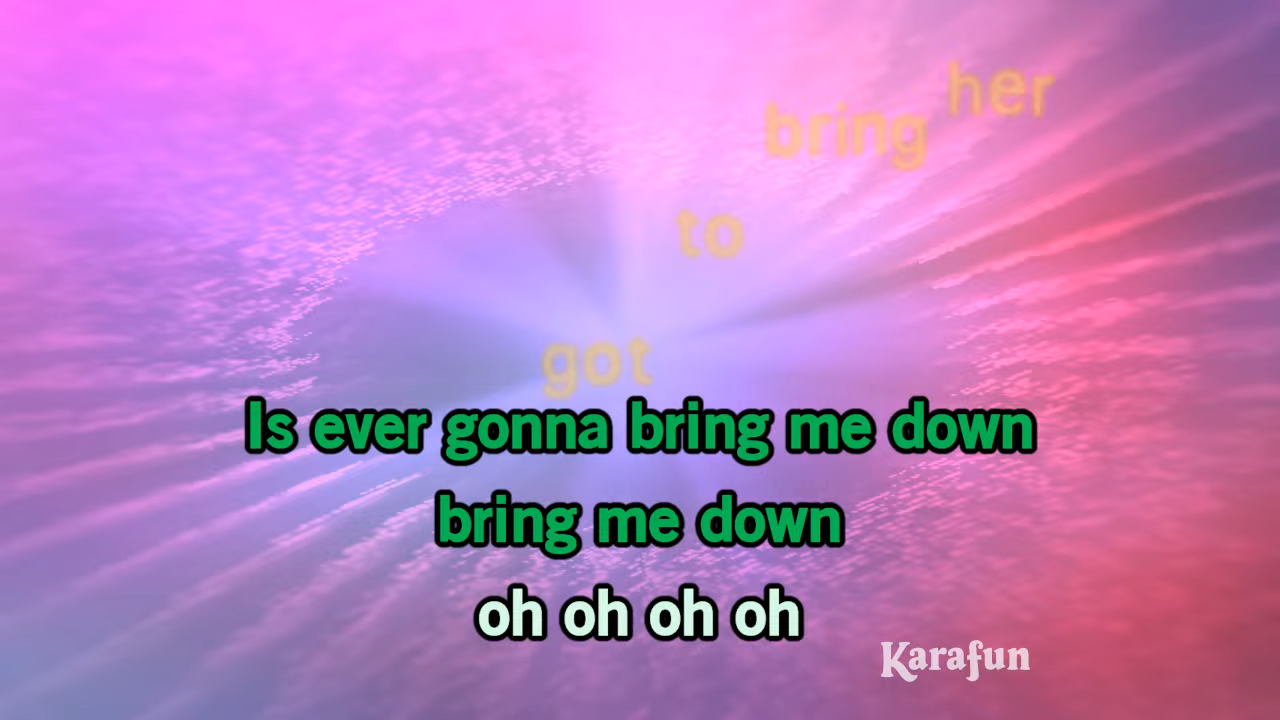 her
bring
to
got
Is ever gonna bring me down
bring me down
oh oh oh oh
Karafun